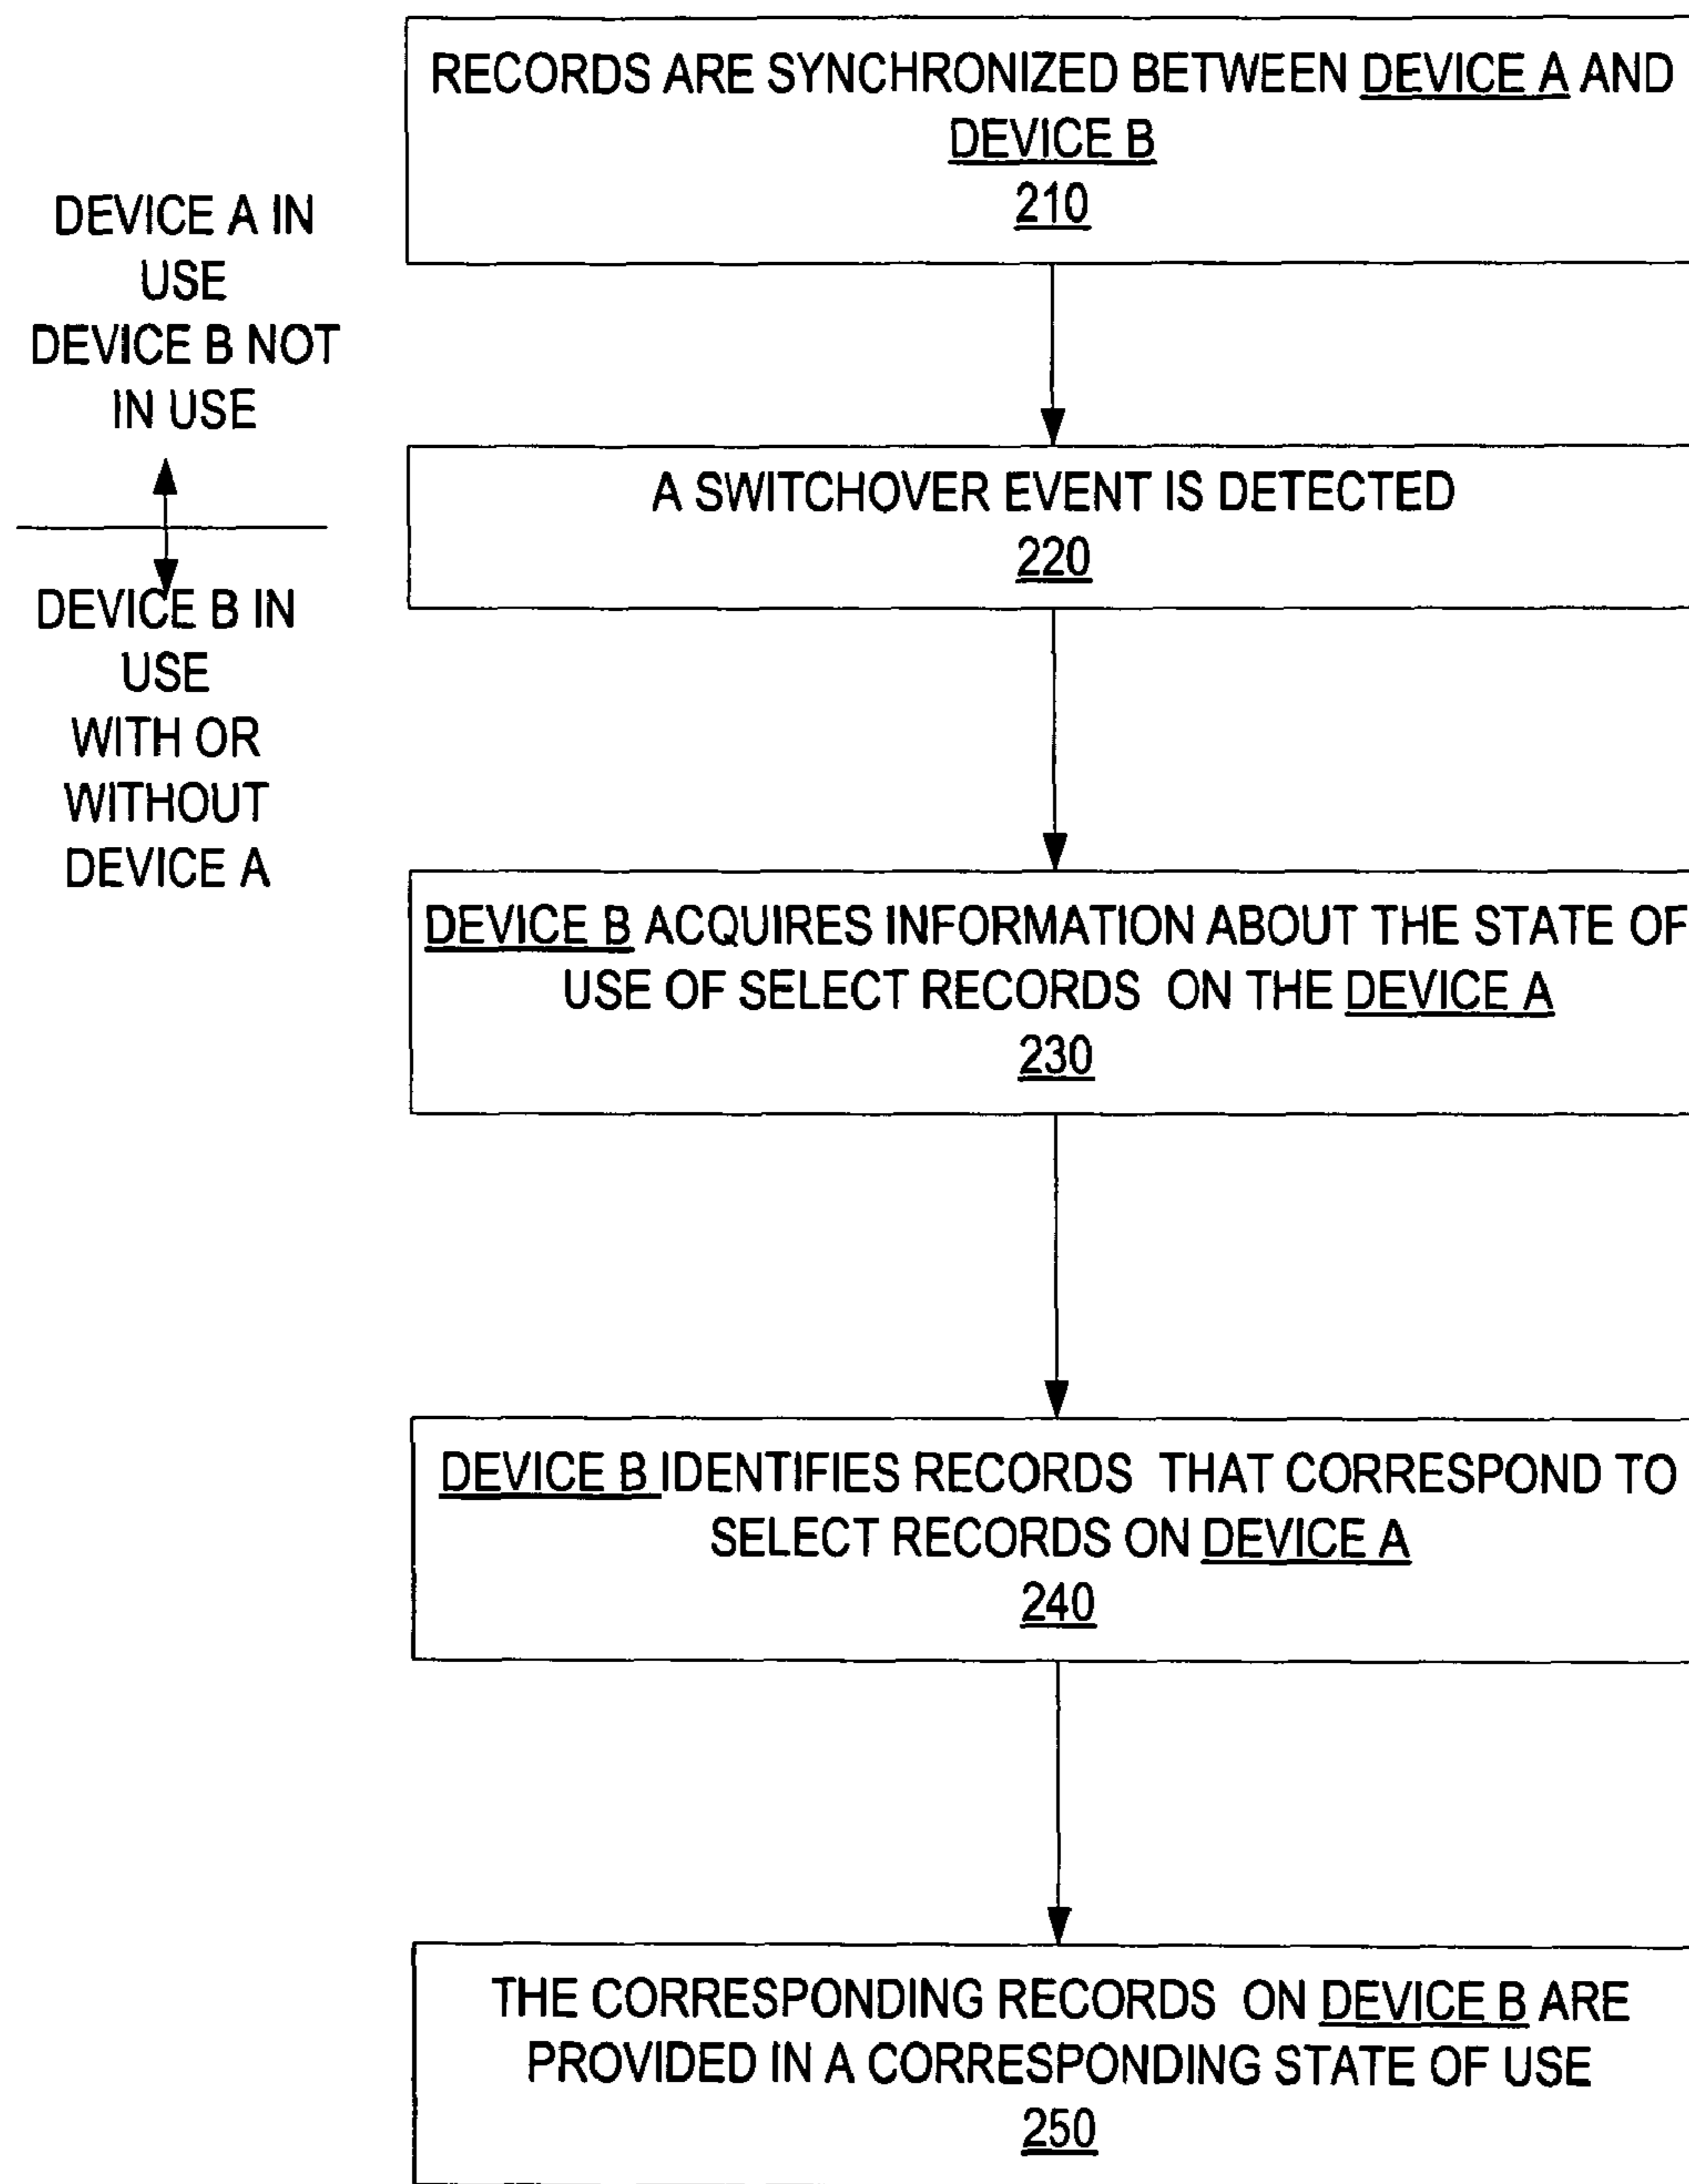 RECORDS ARE SYNCHRONIZED BETWEEN DEVICE A AND
DEVICE B
210
DEVICE A IN
USE
DEVICE B NOT
IN USE
A SWITCHOVER EVENT IS DETECTED
220
DEVICE B IN
USE
WITH OR
WITHOUT
DEVICE A
DEVICE B ACQUIRES INFORMATION ABOUT THE STATE OF
USE OF SELECT RECORDS ON THE DEVICE A
230
DEVICE B IDENTIFIES RECORDS THAT CORRESPOND TO
SELECT RECORDS ON DEVICE A
240
THE CORRESPONDING RECORDS ON DEVICE B ARE
PROVIDED IN A CORRESPONDING STATE OF USE
250